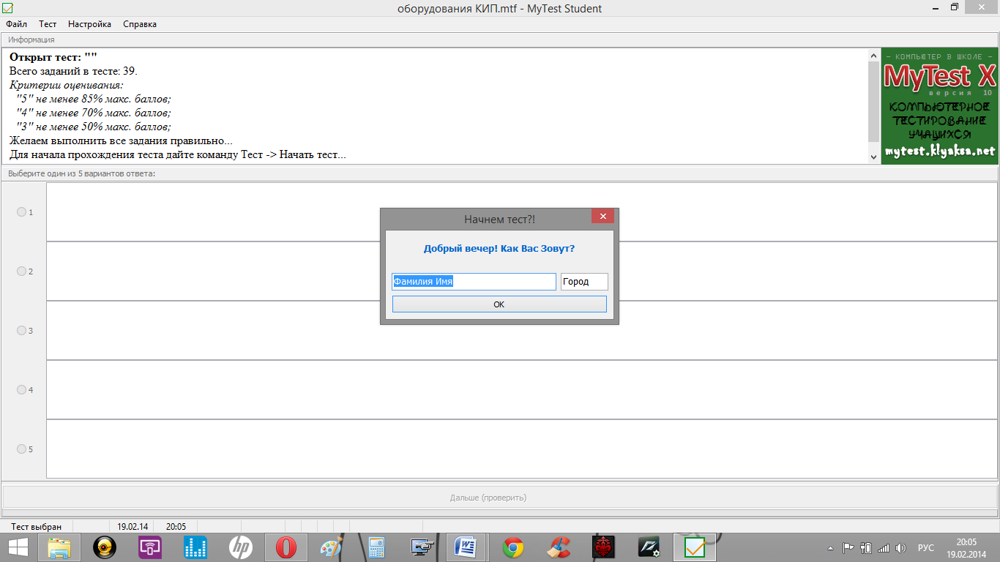 оборудования КИП.mtf - MyTest Student
Файл Тест Настройка Справка
Информация
Открыт тест: ""
Всего заданий в тесте: 39.
Критерии оценивания:
"5" не менее 85% макс. баллов;
"4" не менее 70% макс. баллов;
"3" не менее 50% макс. баллов;
Желаем выполнить все задания правильно...
Для начала прохождения теста дайте команду Тест -> Начать тест...
- КОМПЬЮТЕР В ШКОЛЕ -
MyTest X
версия 10
КОМПЬЮТЕРНОЕ
ТЕСТИРОВАНИЕ
УЧАЩИХСЯ
mytest.klyaksa.net
Выберите один из 5 вариантов ответа:
1
2
3
4
5
Начнем тест?!
Добрый вечер! Как Вас Зовут?
Фамилия Имя Город
ОК
Дальше (проверить)
Тест выбран 19.02.14 20:05
hp
РУС
20:05
19.02.2014